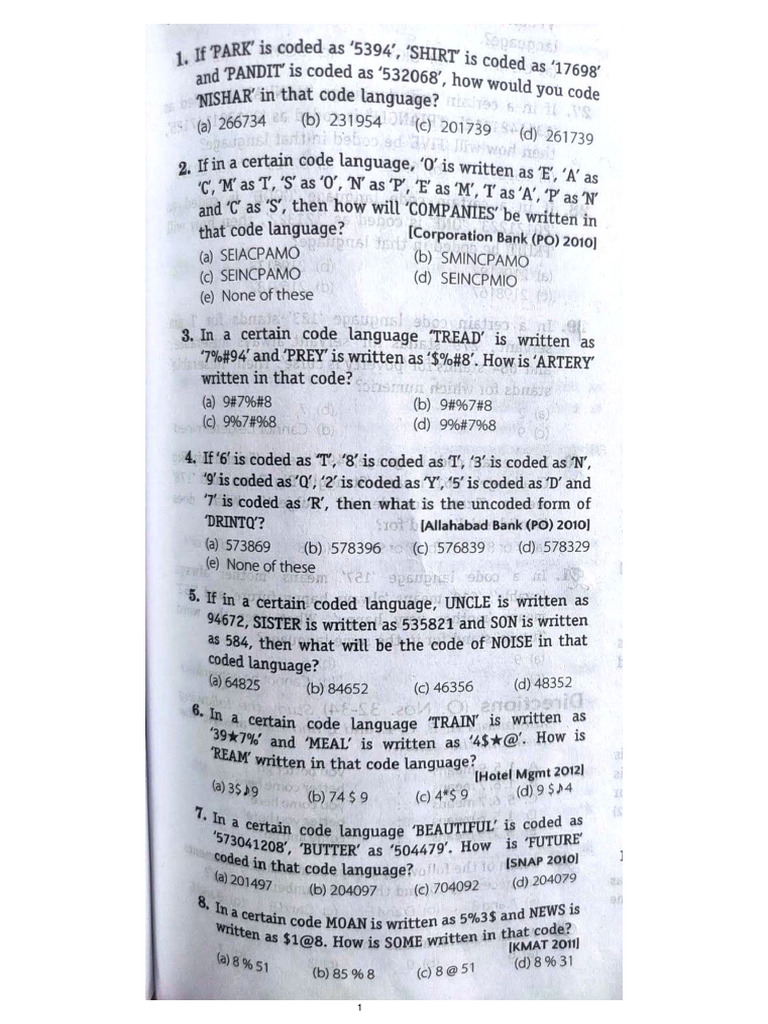 1. If 'PARK' is coded as '5394', 'SHIRT' is coded as '17698'
and 'PANDIT' is coded as '532068', how would you code
'NISHAR' in that code language?
(a) 266734 (b) 231954 (c) 201739 (d) 261739
2. If in a certain code language, 'O' is written as 'E', 'A' as
'C', 'M' as 'I', 'S' as 'O', 'N' as 'P', 'E' as 'M', 'I' as 'A', 'P' as 'N'
and 'C' as 'S', then how will 'COMPANIES' be written in
that code language? [Corporation Bank (PO) 2010]
(a) SEIACPAMO (b) SMINCPAMO
(c) SEINCPAMO (d) SEINCPMIO
(e) None of these
3. In a certain code language 'TREAD' is written as
'7%#94' and 'PREY' is written as '$%#8'. How is 'ARTERY'
written in that code?
(a) 9#7%#8 (b) 9#%7#8
(c) 9%7#%8 (d) 9%#7%8
4. If '6' is coded as 'T', '8' is coded as 'I', '3' is coded as 'N',
'9' is coded as 'Q', '2' is coded as 'Y', '5' is coded as 'D' and
'7' is coded as 'R', then what is the uncoded form of
'DRINTQ'? [Allahabad Bank (PO) 2010]
(a) 573869 (b) 578396 (c) 576839 (d) 578329
(e) None of these
5. If in a certain coded language, UNCLE is written as
94672, SISTER is written as 535821 and SON is written
as 584, then what will be the code of NOISE in that
coded language?
(a) 64825 (b) 84652 (c) 46356 (d) 48352
6. In a certain code language 'TRAIN' is written as
'39★7%' and 'MEAL' is written as '4$★@'. How is
'REAM' written in that code language?
[Hotel Mgmt 2012]
(a) 3$♪9 (b) 74 $ 9 (c) 4*$ 9 (d) 9 $♪4
7. In a certain code language 'BEAUTIFUL' is coded as
'573041208', 'BUTTER' as '504479'. How is 'FUTURE'
coded in that code language? [SNAP 2010]
(a) 201497 (b) 204097 (c) 704092 (d) 204079
8. In a certain code MOAN is written as 5%3$ and NEWS is
written as $1@8. How is SOME written in that code?
[KMAT 2011]
(a) 8 % 51 (b) 85 % 8 (c) 8 @ 51 (d) 8 % 31
1